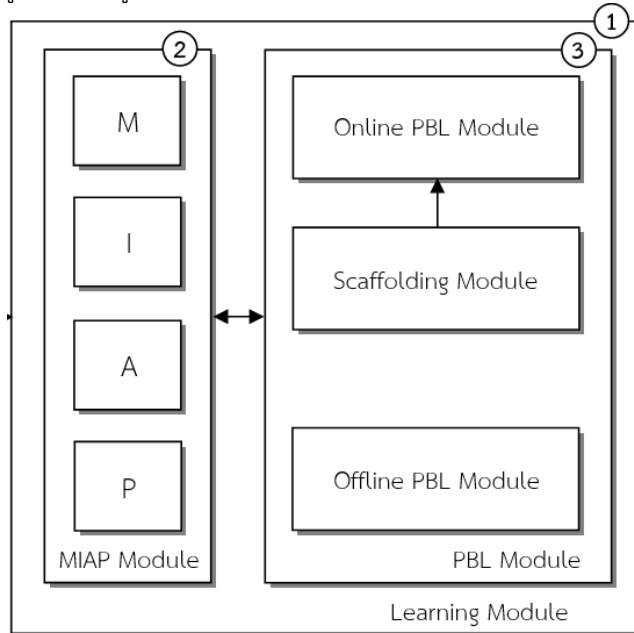 1
2
3
M
I
A
P
MIAP Module
Online PBL Module
Scaffolding Module
Offline PBL Module
PBL Module
Learning Module